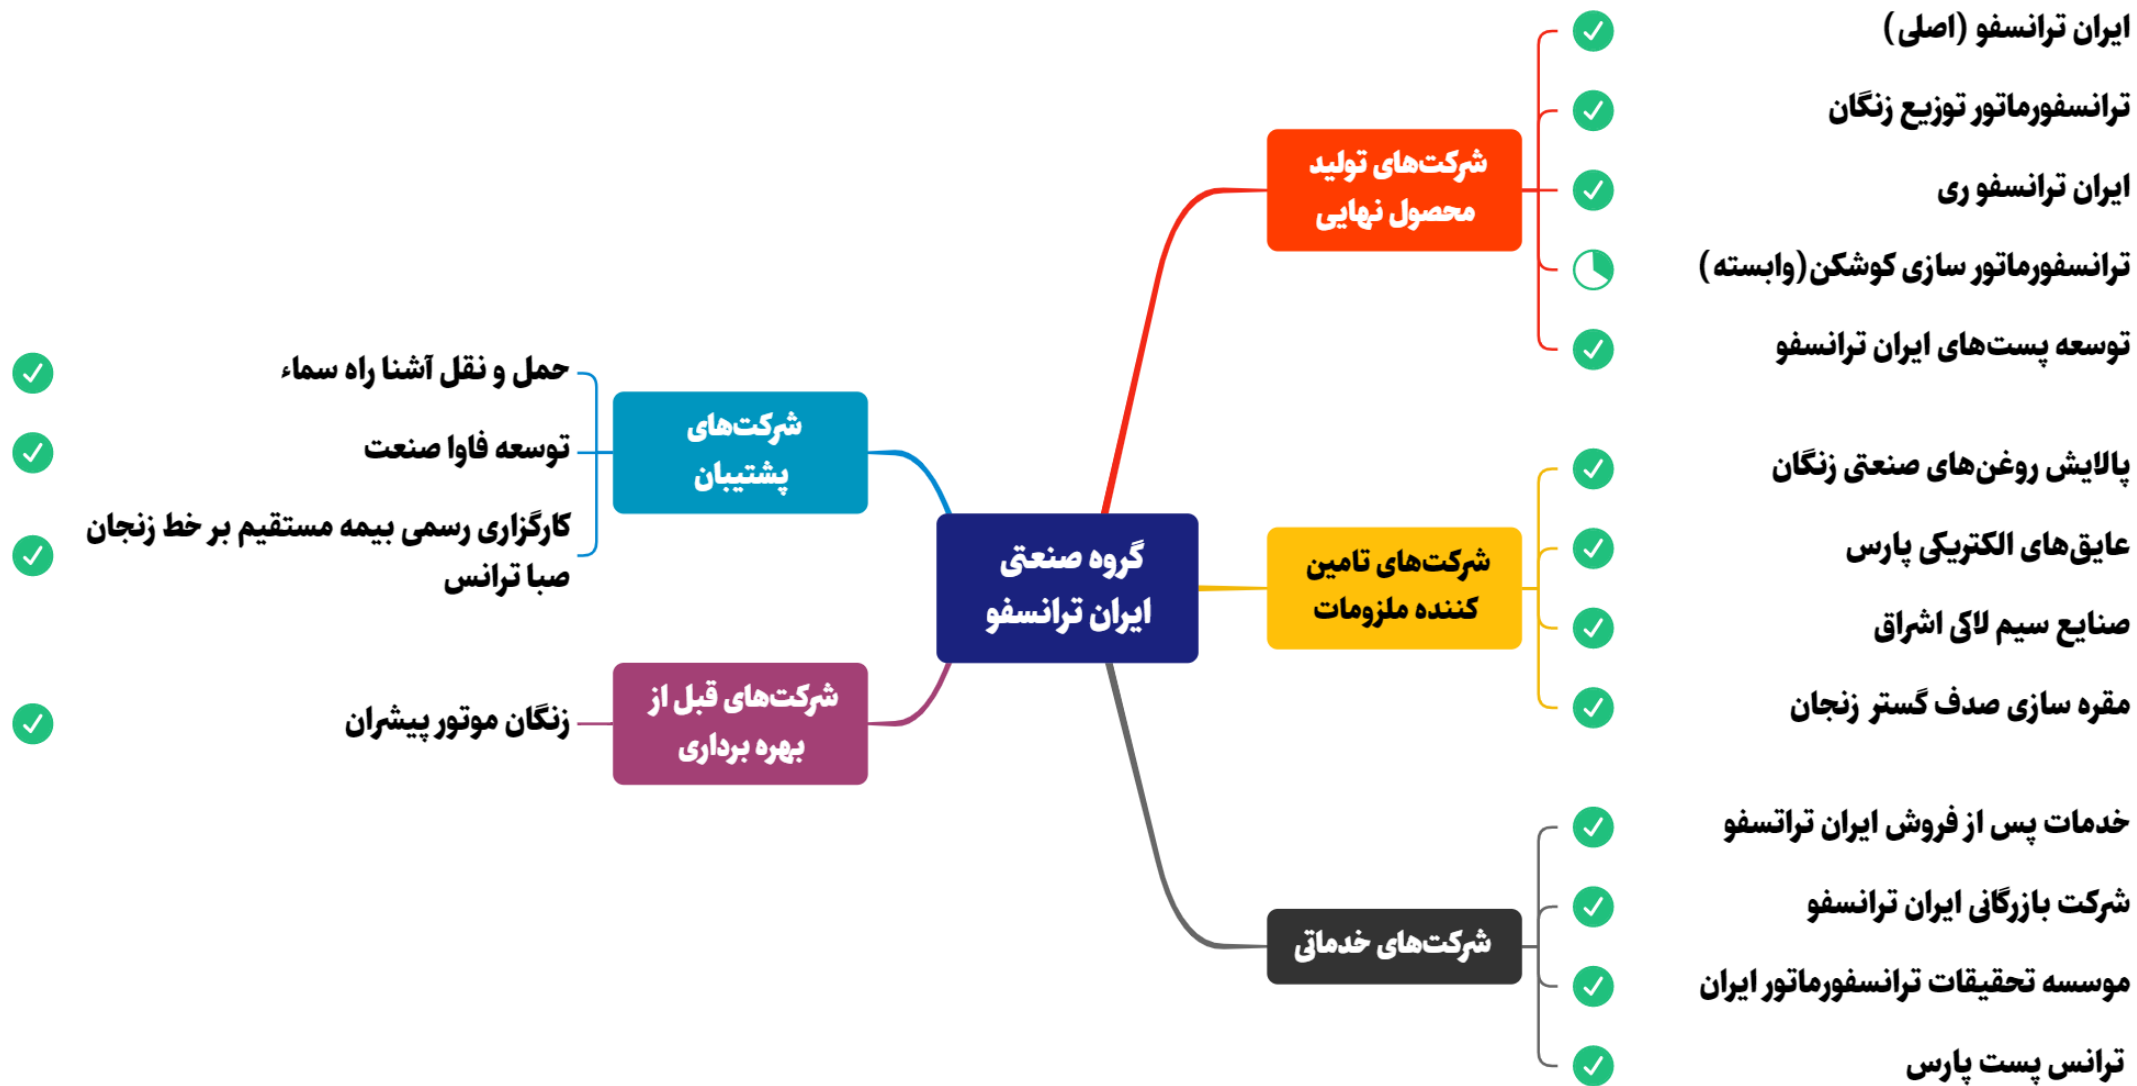 گروه صنعتی
ایران ترانسفو
شرکت‌های تولید
محصول نهایی
ایران ترانسفو (اصلی)
ترانسفورماتور توزیع زنگان
ایران ترانسفو ری
ترانسفورماتور سازی کوشکن(وابسته)
توسعه پست‌های ایران ترانسفو
شرکت‌های تامین
کننده ملزومات
پالایش روغن‌های صنعتی زنگان
عایق‌های الکتریکی پارس
صنایع سیم لاکی اشراق
مقره سازی صدف گستر زنجان
شرکت‌های خدماتی
خدمات پس از فروش ایران تراتسفو
شرکت بازرگانی ایران ترانسفو
موسسه تحقیقات ترانسفورماتور ایران
ترانس پست پارس
شرکت‌های
پشتیبان
حمل و نقل آشنا راه سماء
توسعه فاوا صنعت
کارگزاری رسمی بیمه مستقیم بر خط زنجان
صبا ترانس
شرکت‌های قبل از
بهره برداری
زنگان موتور پیشران